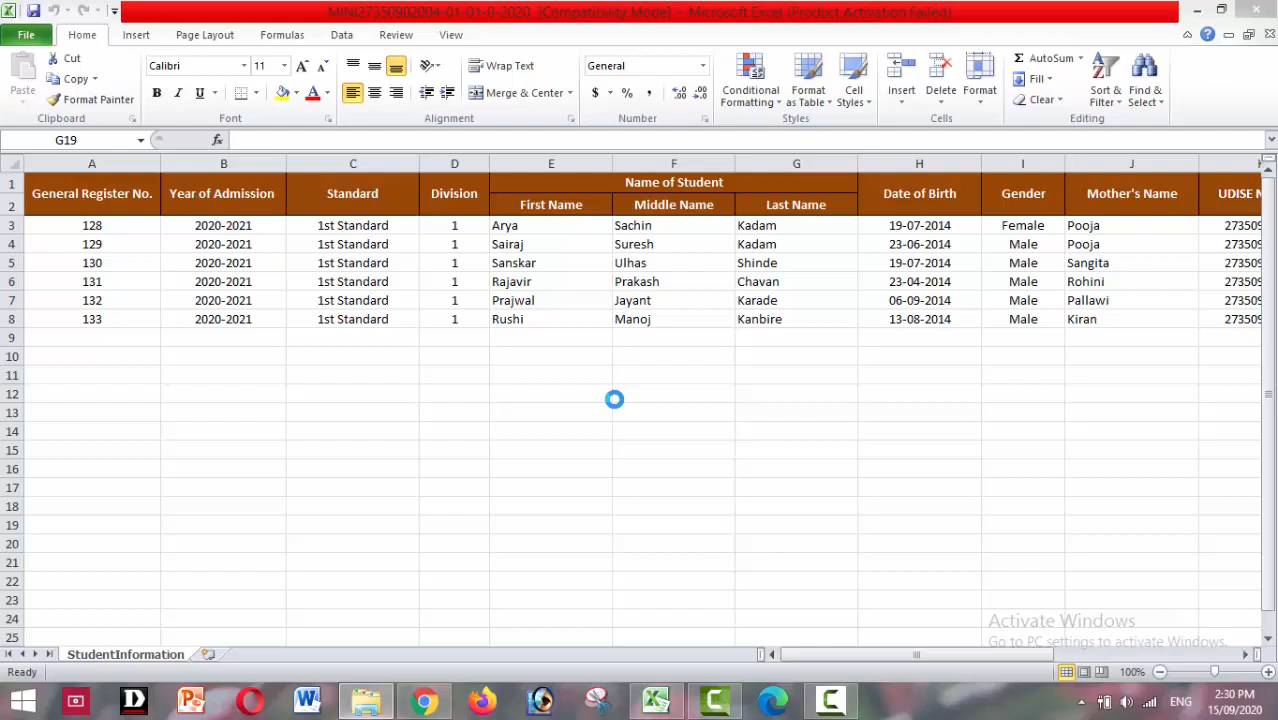 MINI27350902004-01-01-0-2020 [Compatibility Mode] - Microsoft Excel (Product Activation Failed)
File Home Insert Page Layout Formulas Data Review View
Paste Cut Copy Format Painter
Calibri 11
Wrap Text
Merge & Center
General
Conditional Formatting Format as Table Cell Styles
Insert Delete Format
AutoSum Fill Clear
Sort & Filter Find & Select
Clipboard Font Alignment Number Styles Cells Editing
G19 fx
A B C D E F G H I J
1 General Register No. Year of Admission Standard Division Name of Student Date of Birth Gender Mother's Name UDISE
2 First Name Middle Name Last Name
3 128 2020-2021 1st Standard 1 Arya Sachin Kadam 19-07-2014 Female Pooja 27350
4 129 2020-2021 1st Standard 1 Sairaj Suresh Kadam 23-06-2014 Male Pooja 27350
5 130 2020-2021 1st Standard 1 Sanskar Ulhas Shinde 19-07-2014 Male Sangita 27350
6 131 2020-2021 1st Standard 1 Rajavir Prakash Chavan 23-04-2014 Male Rohini 27350
7 132 2020-2021 1st Standard 1 Prajwal Jayant Karade 06-09-2014 Male Pallawi 27350
8 133 2020-2021 1st Standard 1 Rushi Manoj Kanbire 13-08-2014 Male Kiran 27350
9
10
11
12
13
14
15
16
17
18
19
20
21
22
23
24
25
Activate Windows
Go to PC settings to activate Windows.
StudentInformation
Ready 100%
ENG 2:30 PM
15/09/2020